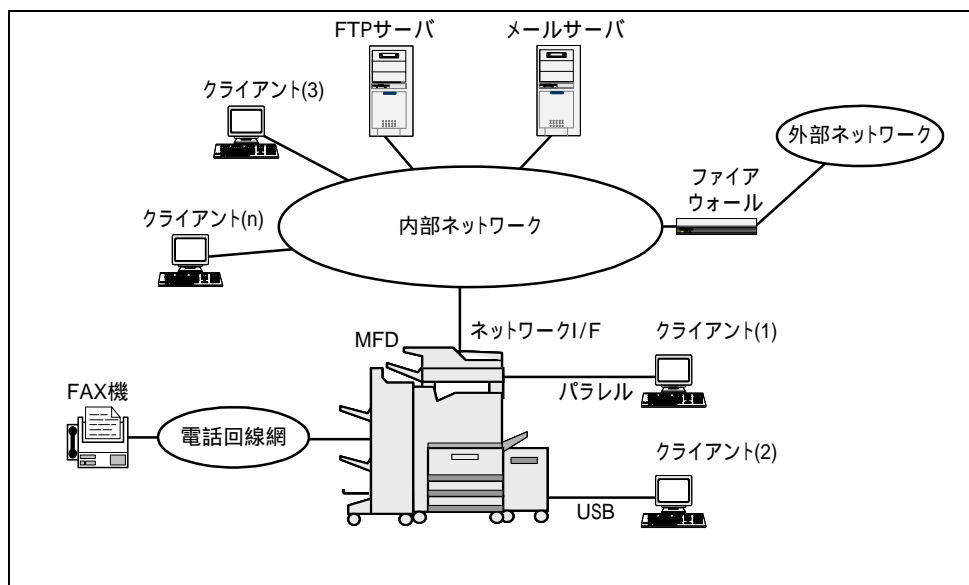 FTPサーバ
メールサーバ
クライアント(3)
外部ネットワーク
ファイア
ウォール
クライアント(n)
内部ネットワーク
ネットワークI/F
MFD
クライアント(1)
パラレル
FAX機
電話回線網
クライアント(2)
USB